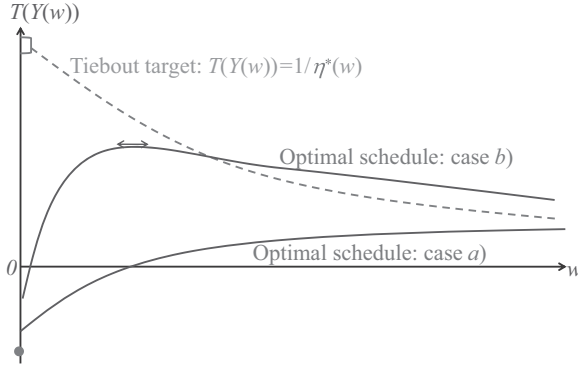 T(Y(w))
Tiebout target: T(Y(w))=1/η*(w)
Optimal schedule: case b)
Optimal schedule: case a)
0
w